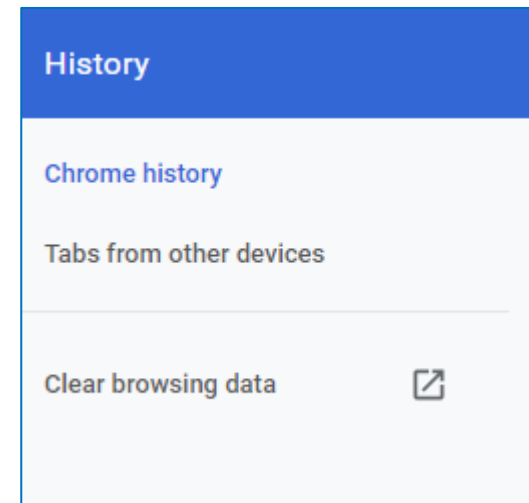 History
Chrome history
Tabs from other devices
Clear browsing data